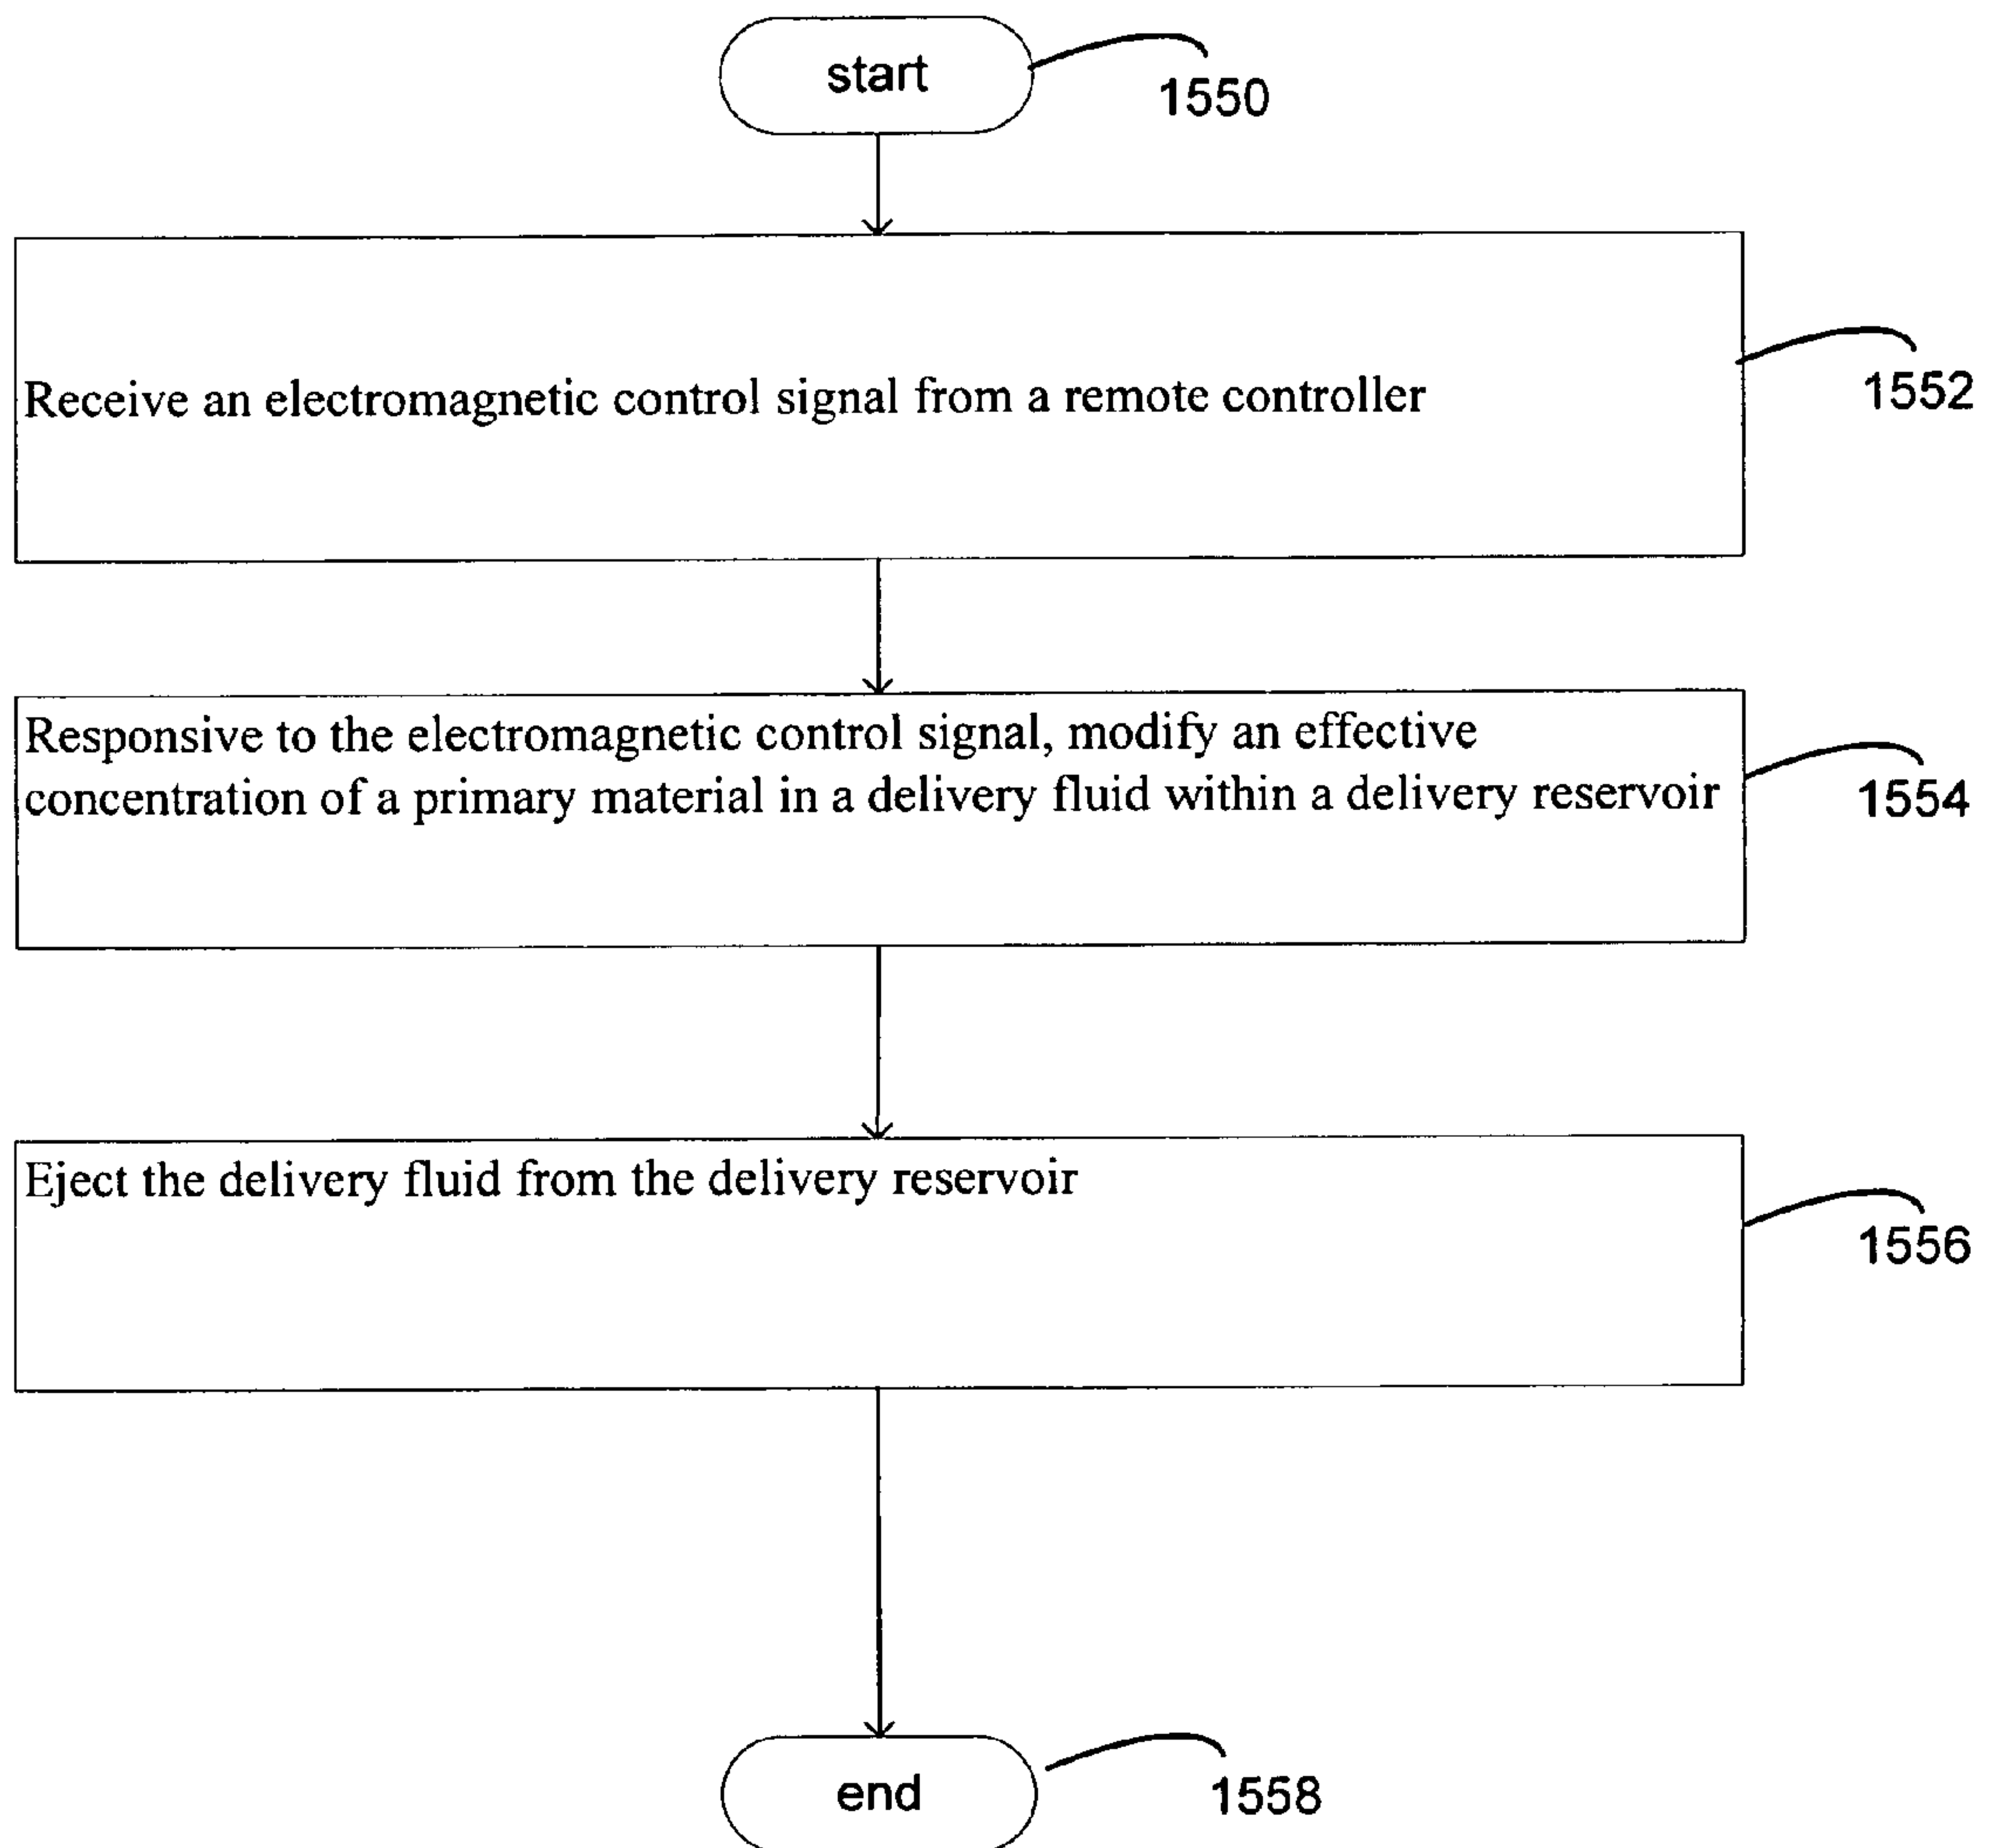 start
1550
Receive an electromagnetic control signal from a remote controller
1552
Responsive to the electromagnetic control signal, modify an effective
concentration of a primary material in a delivery fluid within a delivery reservoir
1554
Eject the delivery fluid from the delivery reservoir
1556
end
1558